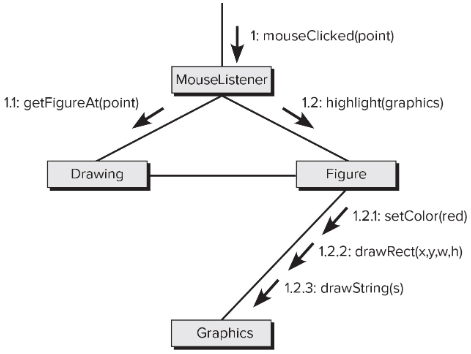 1: mouseClicked(point)
MouseListener
1.1: getFigureAt(point)
1.2: highlight(graphics)
Drawing
Figure
1.2.1: setColor(red)
1.2.2: drawRect(x,y,w,h)
1.2.3: drawString(s)
Graphics